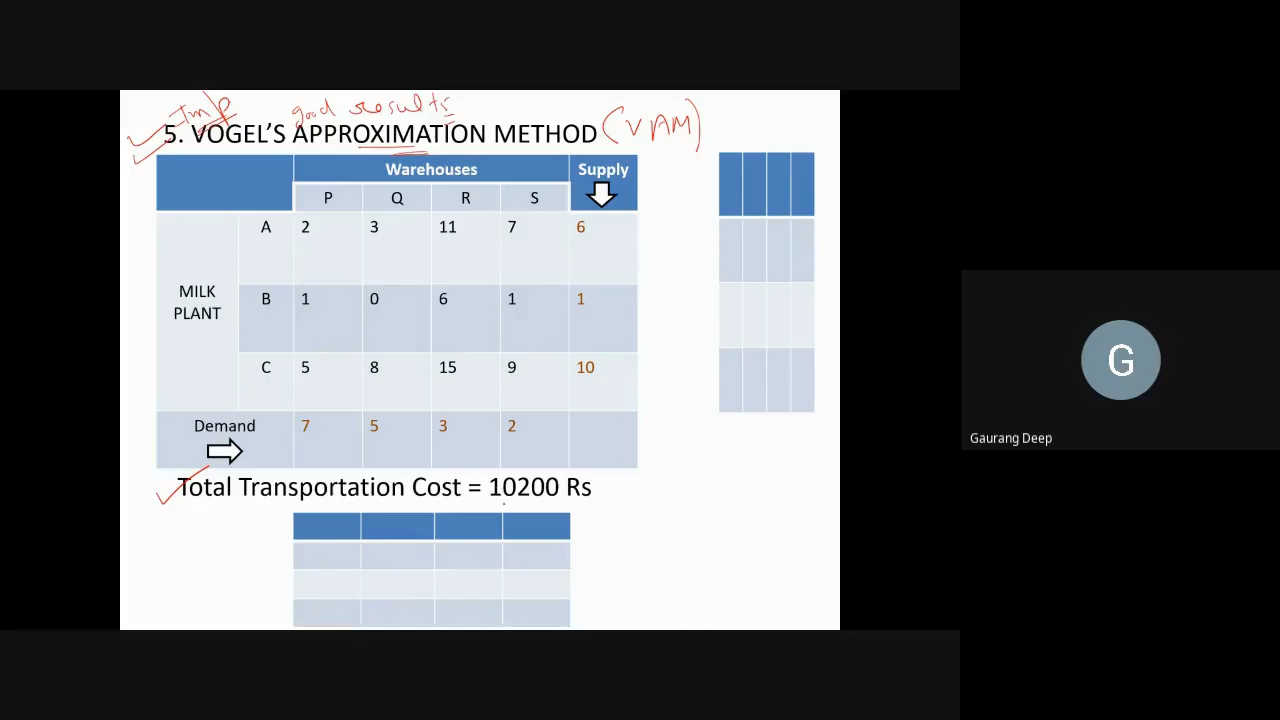 Imp good results
5. VOGEL'S APPROXIMATION METHOD (VAM)
Warehouses Supply
P Q R S
A 2 3 11 7 6
MILK PLANT
B 1 0 6 1 1
C 5 8 15 9 10
Demand 7 5 3 2
Total Transportation Cost = 10200 Rs
G
Gaurang Deep